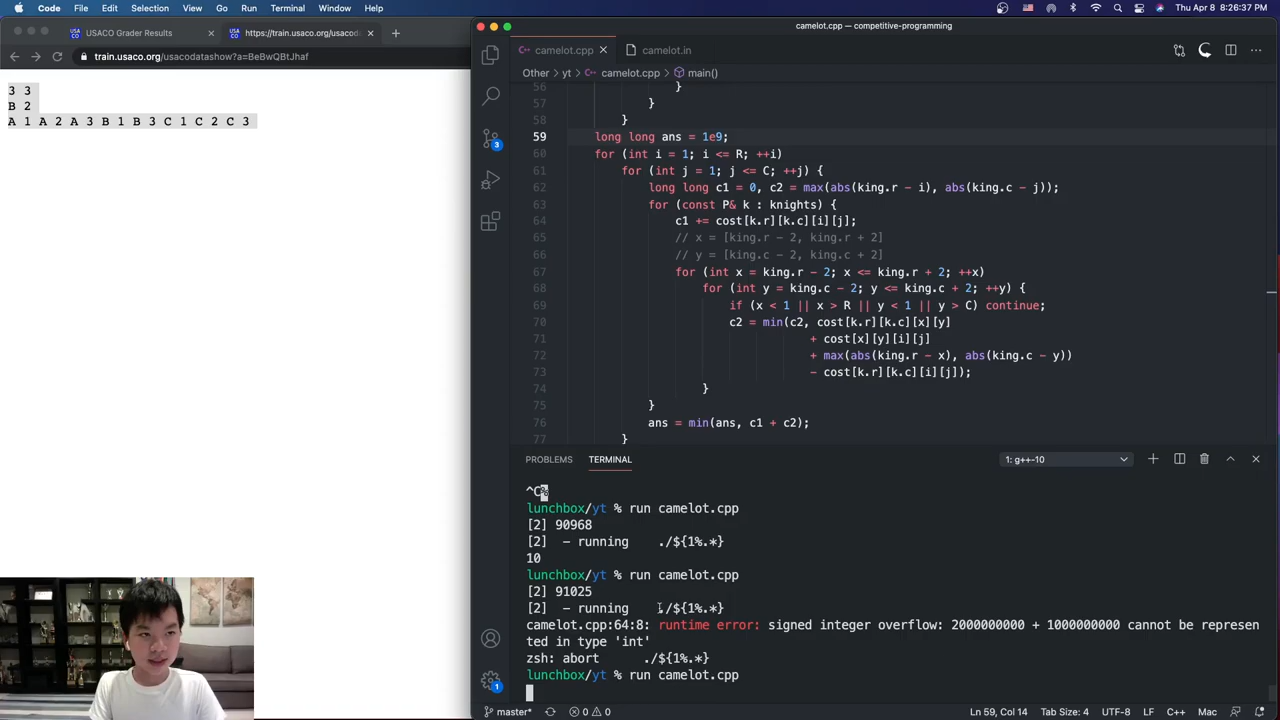 Code File Edit Selection View Go Run Terminal Window Help Thu Apr 8 8:26:37 PM
USACO Grader Results https://train.usaco.org/usacoda
train.usaco.org/usacodatashow?a=BeBwQBtJhaf
3 3
B 2
A 1 A 2 A 3 B 1 B 3 C 1 C 2 C 3
camelot.cpp — competitive-programming
camelot.cpp camelot.in
Other > yt > camelot.cpp > main()
56 }
57 }
58 }
59 long long ans = 1e9;
60 for (int i = 1; i <= R; ++i)
61 for (int j = 1; j <= C; ++j) {
62 long long c1 = 0, c2 = max(abs(king.r - i), abs(king.c - j));
63 for (const P& k : knights) {
64 c1 += cost[k.r][k.c][i][j];
65 // x = [king.r - 2, king.r + 2]
66 // y = [king.c - 2, king.c + 2]
67 for (int x = king.r - 2; x <= king.r + 2; ++x)
68 for (int y = king.c - 2; y <= king.c + 2; ++y) {
69 if (x < 1 || x > R || y < 1 || y > C) continue;
70 c2 = min(c2, cost[k.r][k.c][x][y]
71 + cost[x][y][i][j]
72 + max(abs(king.r - x), abs(king.c - y))
73 - cost[k.r][k.c][i][j]);
74 }
75 }
76 ans = min(ans, c1 + c2);
77 }
PROBLEMS TERMINAL 1: g++-10
^C%
lunchbox/yt % run camelot.cpp
[2] 90968
[2] - running ./${1%.*}
10
lunchbox/yt % run camelot.cpp
[2] 91025
[2] - running ./${1%.*}
camelot.cpp:64:8: runtime error: signed integer overflow: 2000000000 + 1000000000 cannot be represen
ted in type 'int'
zsh: abort ./${1%.*}
lunchbox/yt % run camelot.cpp
3
1
master* 0 0 Ln 59, Col 14 Tab Size: 4 UTF-8 LF C++ Mac